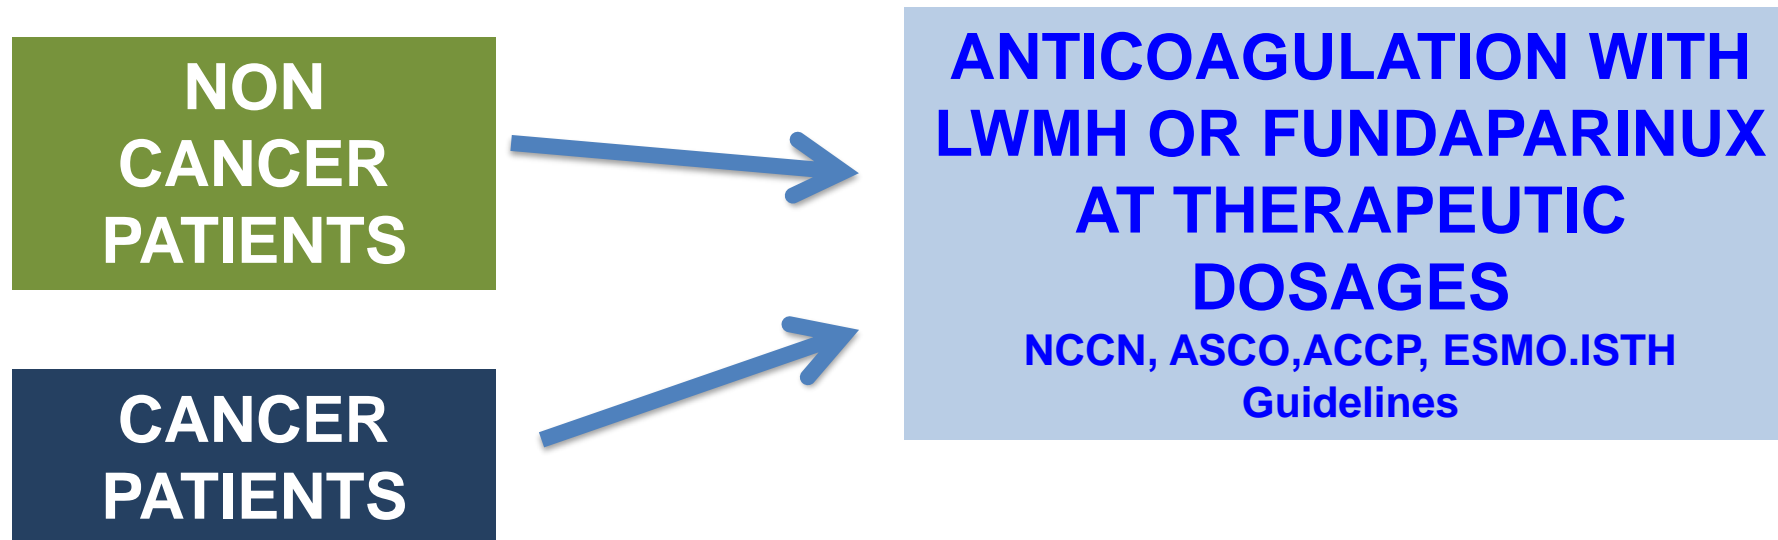 NON
CANCER
PATIENTS
CANCER
PATIENTS
ANTICOAGULATION WITH
LWMH OR FUNDAPARINUX
AT THERAPEUTIC
DOSAGES
NCCN, ASCO,ACCP, ESMO.ISTH
Guidelines